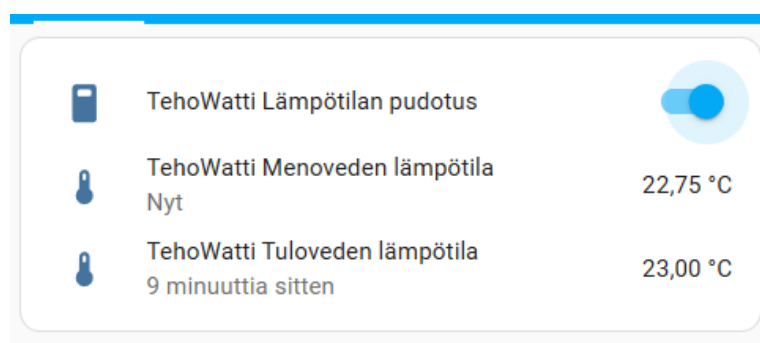 TehoWatti Lämpötilan pudotus
TehoWatti Menoveden lämpötila
Nyt
22,75 °C
TehoWatti Tuloveden lämpötila
9 minuuttia sitten
23,00 °C